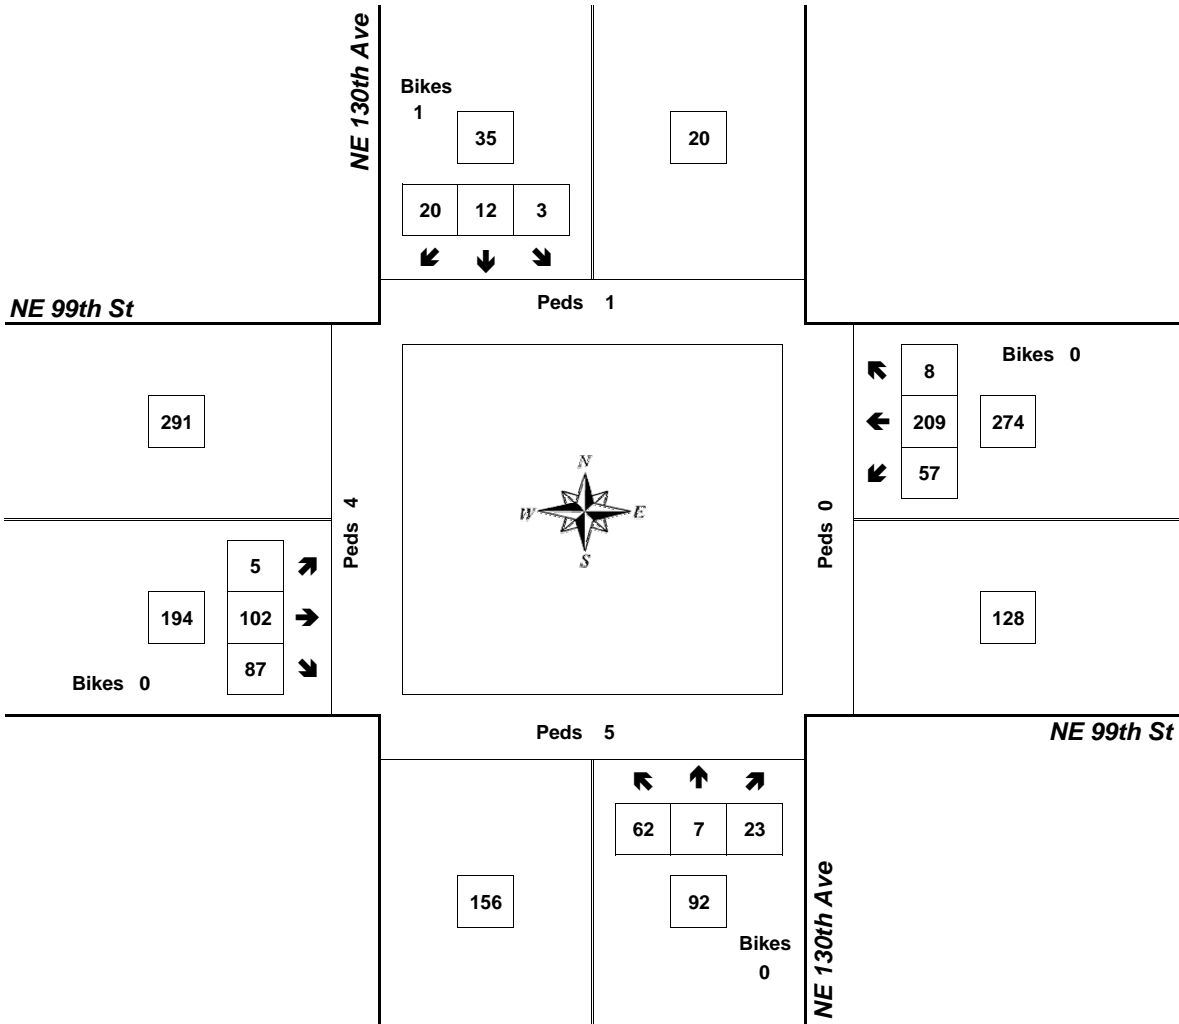 NE 130th Ave
Bikes
1
35
20
20 12 3
Peds 1
NE 99th St
8
Bikes 0
291
209
274
57
N
W
E
S
Peds 4
Peds 0
5
194
102
128
87
Bikes 0
Peds 5
NE 99th St
62 7 23
156
92
NE 130th Ave
Bikes
0